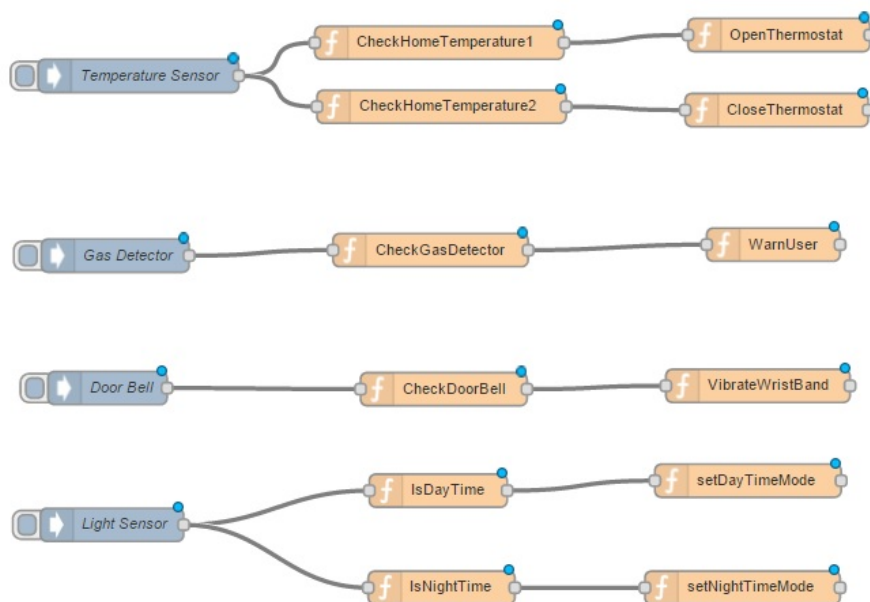 Temperature Sensor
CheckHomeTemperature1
OpenThermostat
CheckHomeTemperature2
CloseThermostat
Gas Detector
CheckGasDetector
WarnUser
Door Bell
CheckDoorBell
VibrateWristBand
Light Sensor
IsDayTime
setDayTimeMode
IsNightTime
setNightTimeMode